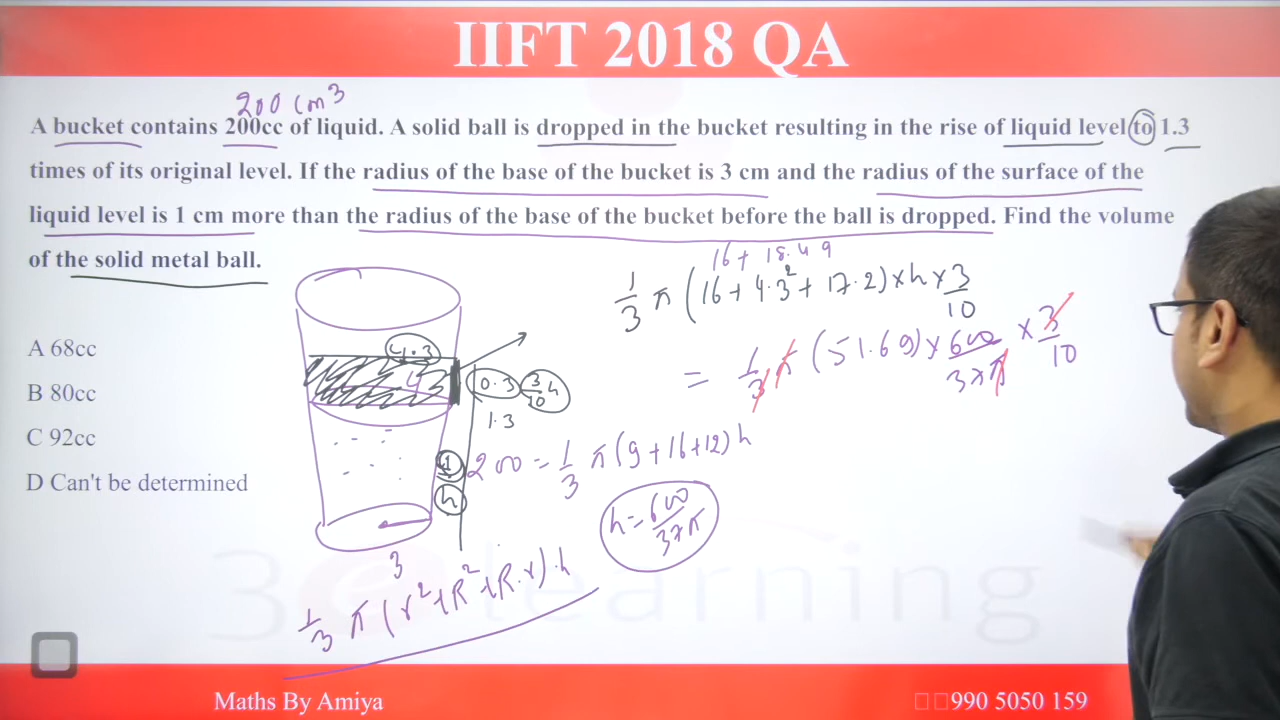 IIFT 2018 QA
200 cm³
A bucket contains 200cc of liquid. A solid ball is dropped in the bucket resulting in the rise of liquid level to 1.3
times of its original level. If the radius of the base of the bucket is 3 cm and the radius of the surface of the
liquid level is 1 cm more than the radius of the base of the bucket before the ball is dropped. Find the volume
of the solid metal ball.
16 + 18.49
1/3 π (16 + 4.3² + 17.2) × h × 3/10
= 1/3 π (51.69) × 600/37π × 3/10
A 68cc
B 80cc
C 92cc
D Can't be determined
4.3
4
0.3 3/10 h
1.3
1
h
200 = 1/3 π (9 + 16 + 12) h
h = 600/37π
3
1/3 π (r² + R² + R.r) . h
3e learning
Maths By Amiya
990 5050 159